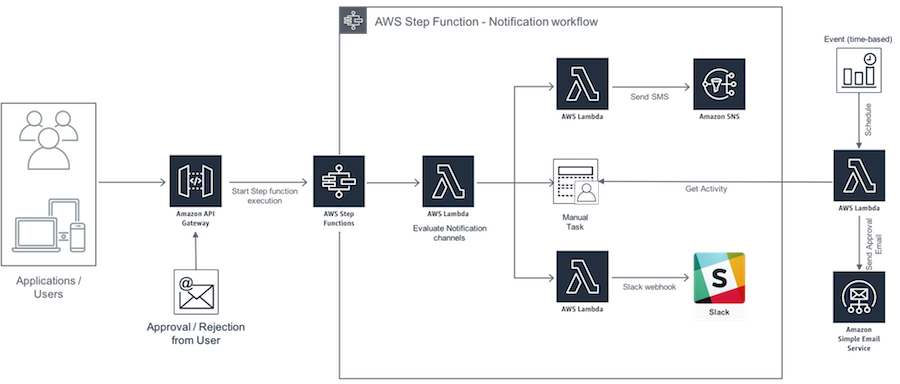 AWS Step Function - Notification workflow
Event (time-based)
Schedule
AWS Lambda
Send SMS
Amazon SNS
Applications /
Users
Amazon API
Gateway
Start Step function
execution
AWS Step
Functions
AWS Lambda
Evaluate Notification
channels
Manual
Task
Get Activity
AWS Lambda
Send Approval
Email
@
Approval / Rejection
from User
AWS Lambda
Slack webhook
S
Slack
Amazon
Simple Email
Service